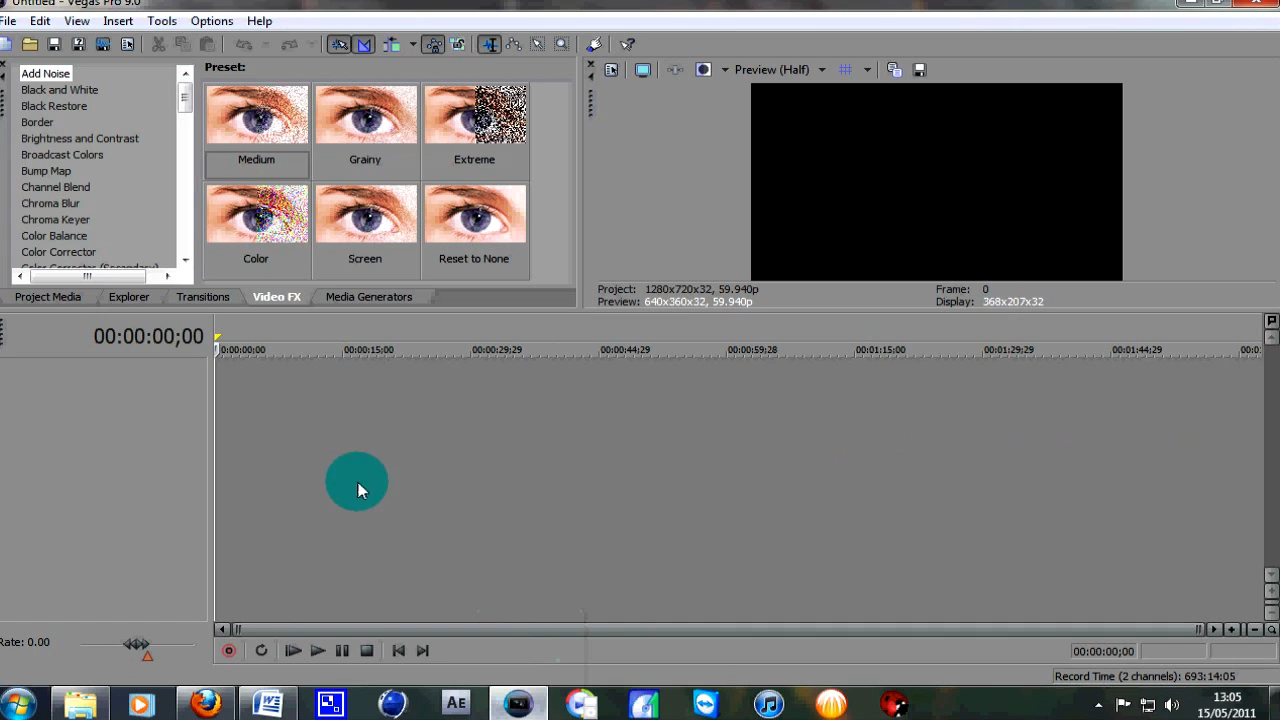 Untitled - Vegas Pro 9.0
File Edit View Insert Tools Options Help
Add Noise
Black and White
Black Restore
Border
Brightness and Contrast
Broadcast Colors
Bump Map
Channel Blend
Chroma Blur
Chroma Keyer
Color Balance
Color Corrector
Color Corrector (Secondary)
Preset:
Medium Grainy Extreme
Color Screen Reset to None
Preview (Half)
Project: 1280x720x32, 59.940p Frame: 0
Preview: 640x360x32, 59.940p Display: 368x207x32
Project Media Explorer Transitions Video FX Media Generators
00:00:00;00
0:00:00;00 00:00:15;00 00:00:29;29 00:00:44;29 00:00:59;28 00:01:15;00 00:01:29;29 00:01:44;29 00:0
Rate: 0.00
00:00:00;00
Record Time (2 channels): 693:14:05
W AE
13:05
15/05/2011